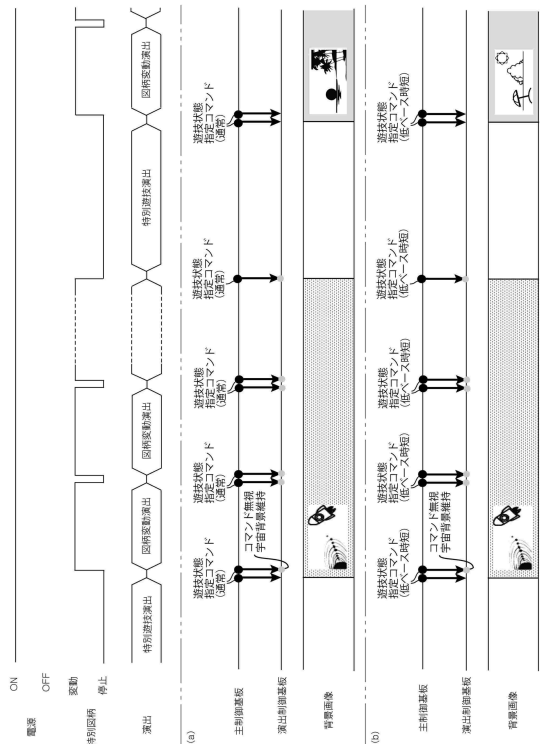 ON
電源
OFF
変動
特別図柄
停止
演出
特別遊技演出
図柄変動演出
図柄変動演出
特別遊技演出
図柄変動演出
(a)
遊技状態
指定コマンド
(通常)
遊技状態
指定コマンド
(通常)
遊技状態
指定コマンド
(通常)
遊技状態
指定コマンド
(通常)
遊技状態
指定コマンド
(通常)
主制御基板
コマンド無視
宇宙背景維持
演出制御基板
背景画像
(b)
遊技状態
指定コマンド
(低ベース時短)
遊技状態
指定コマンド
(低ベース時短)
遊技状態
指定コマンド
(低ベース時短)
遊技状態
指定コマンド
(低ベース時短)
遊技状態
指定コマンド
(低ベース時短)
主制御基板
コマンド無視
宇宙背景維持
演出制御基板
背景画像